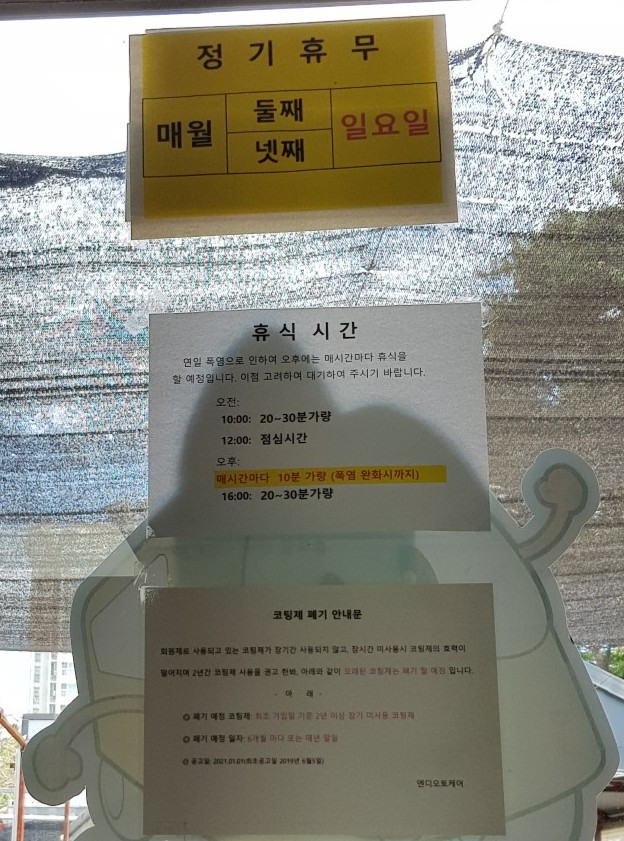 정 기 휴 무
매월 둘째 일요일
넷째
휴 식 시 간
연일 폭염으로 인하여 오후에는 매시간마다 휴식을
할 예정입니다. 이점 고려하며 대기하여 주시기 바랍니다.
오전:
10:00: 20~30분가량
12:00: 점심시간
오후:
매시간마다 10분 가량 (폭염 완화시까지)
16:00: 20~30분가량
코팅제 폐기 안내문
회원제로 사용되고 있는 코팅제가 장기간 사용되지 않고, 장시간 미사용시 코팅제의 효력이
떨어지며 2년간 코팅제 사용을 권고 한바, 아래와 같이 오래된 코팅제는 폐기 할 예정 입니다.
- 아 래 -
◎ 폐기 예정 코팅제: 최초 가입일 기준 2년 이상 장기 미사용 코팅제
◎ 폐기 예정 일자: 6개월 마다 또는 매년 말일
◎ 공고일: 2021.01.01(최초공고일 2019년 6월5일)
앤디오토케어